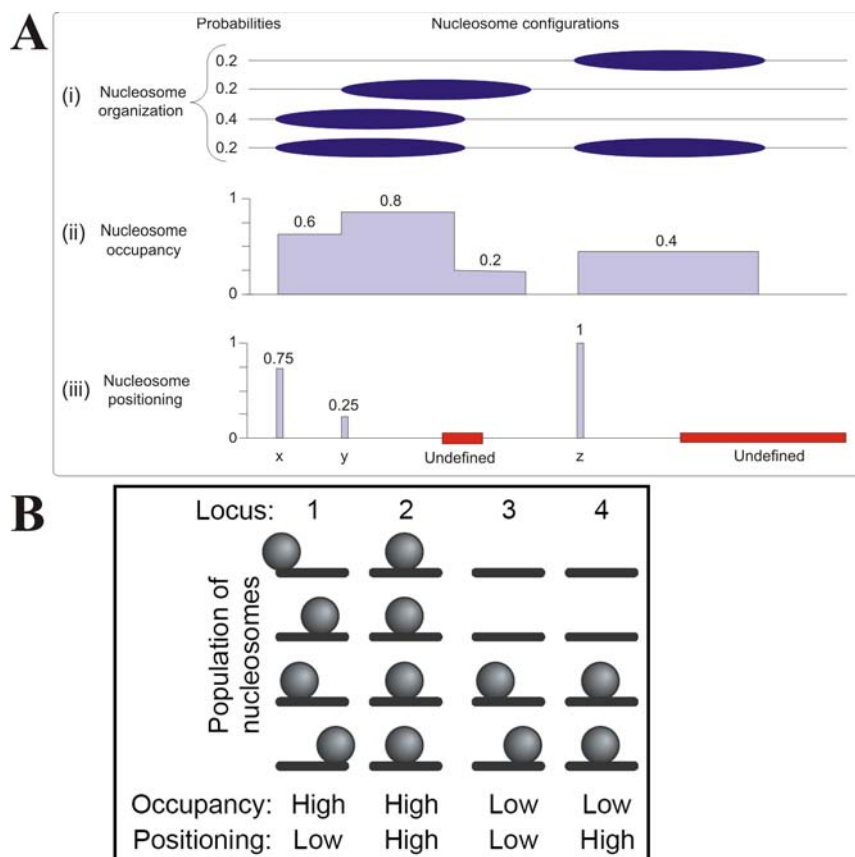 A
Probabilities Nucleosome configurations
0.2
0.2
(i) Nucleosome
organization
0.4
0.2
1
0.8
0.6
(ii) Nucleosome
occupancy
0.4
0.2
0
1
1
0.75
(iii) Nucleosome
positioning
0.25
0
x y Undefined z Undefined
B
Locus: 1 2 3 4
Population of
nucleosomes
Occupancy: High High Low Low
Positioning: Low High Low High